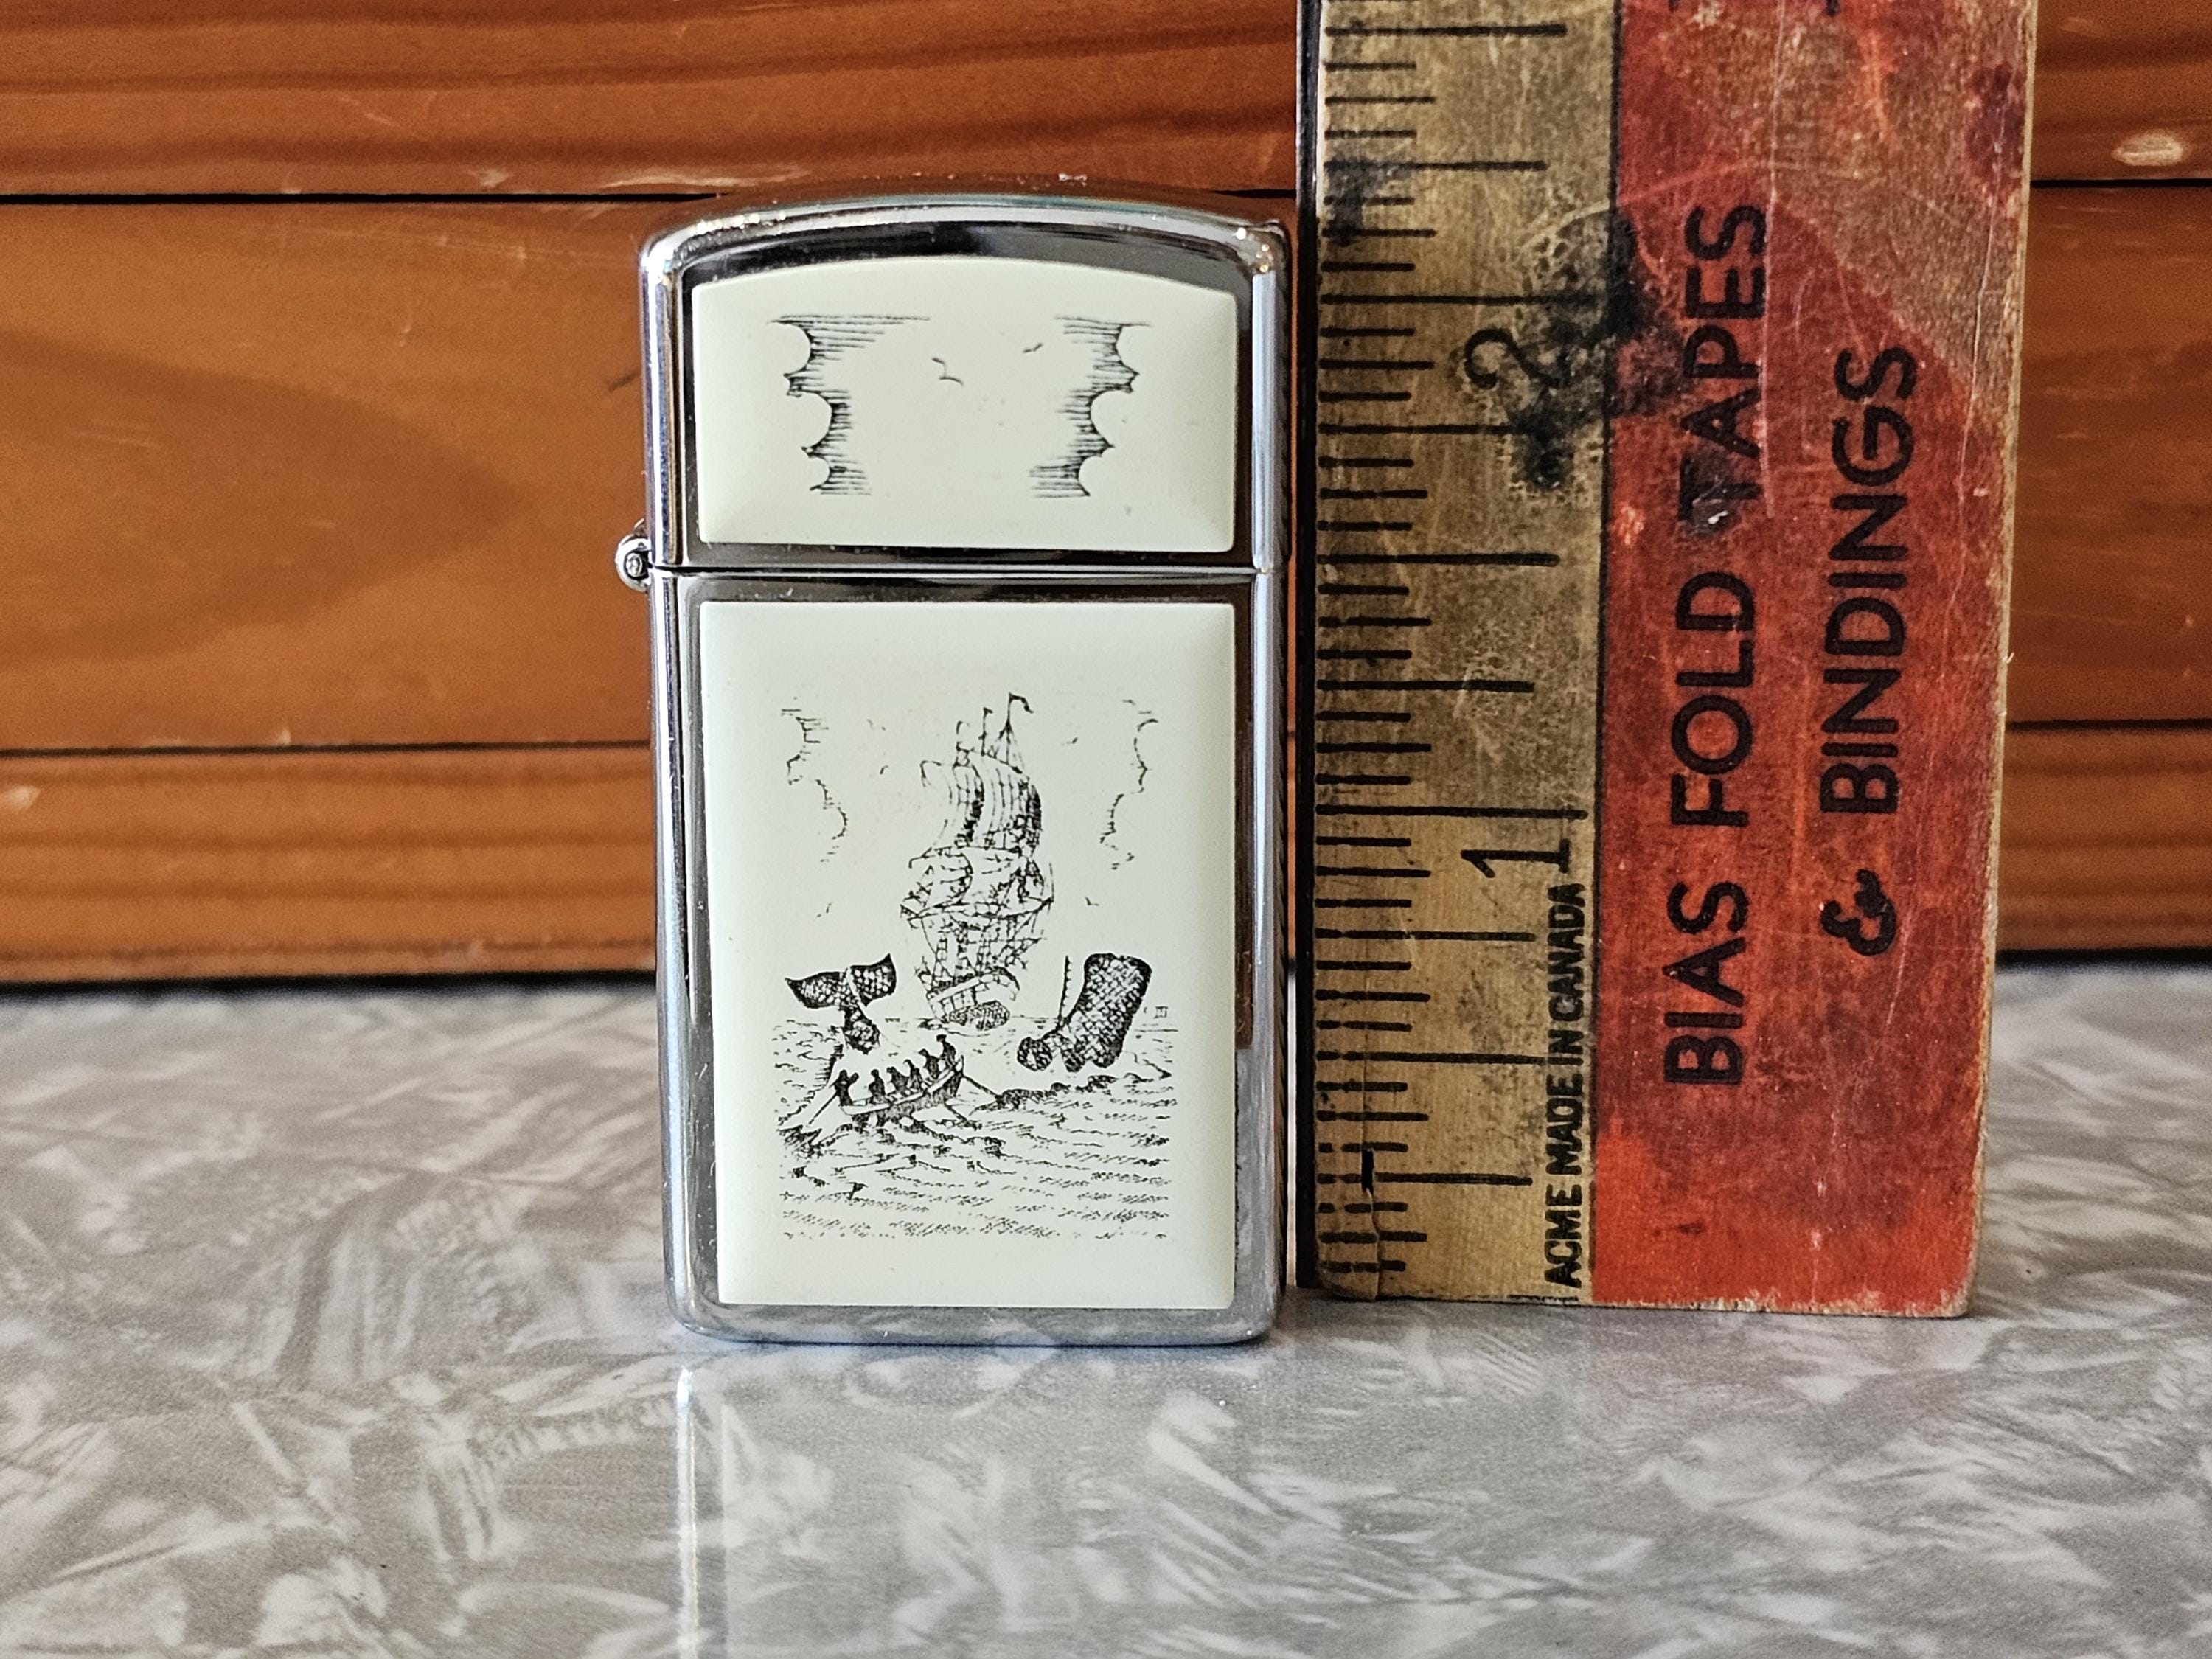 2
1
ACME MADE IN CANADA
BIAS FOLD TAPES
& BINDINGS